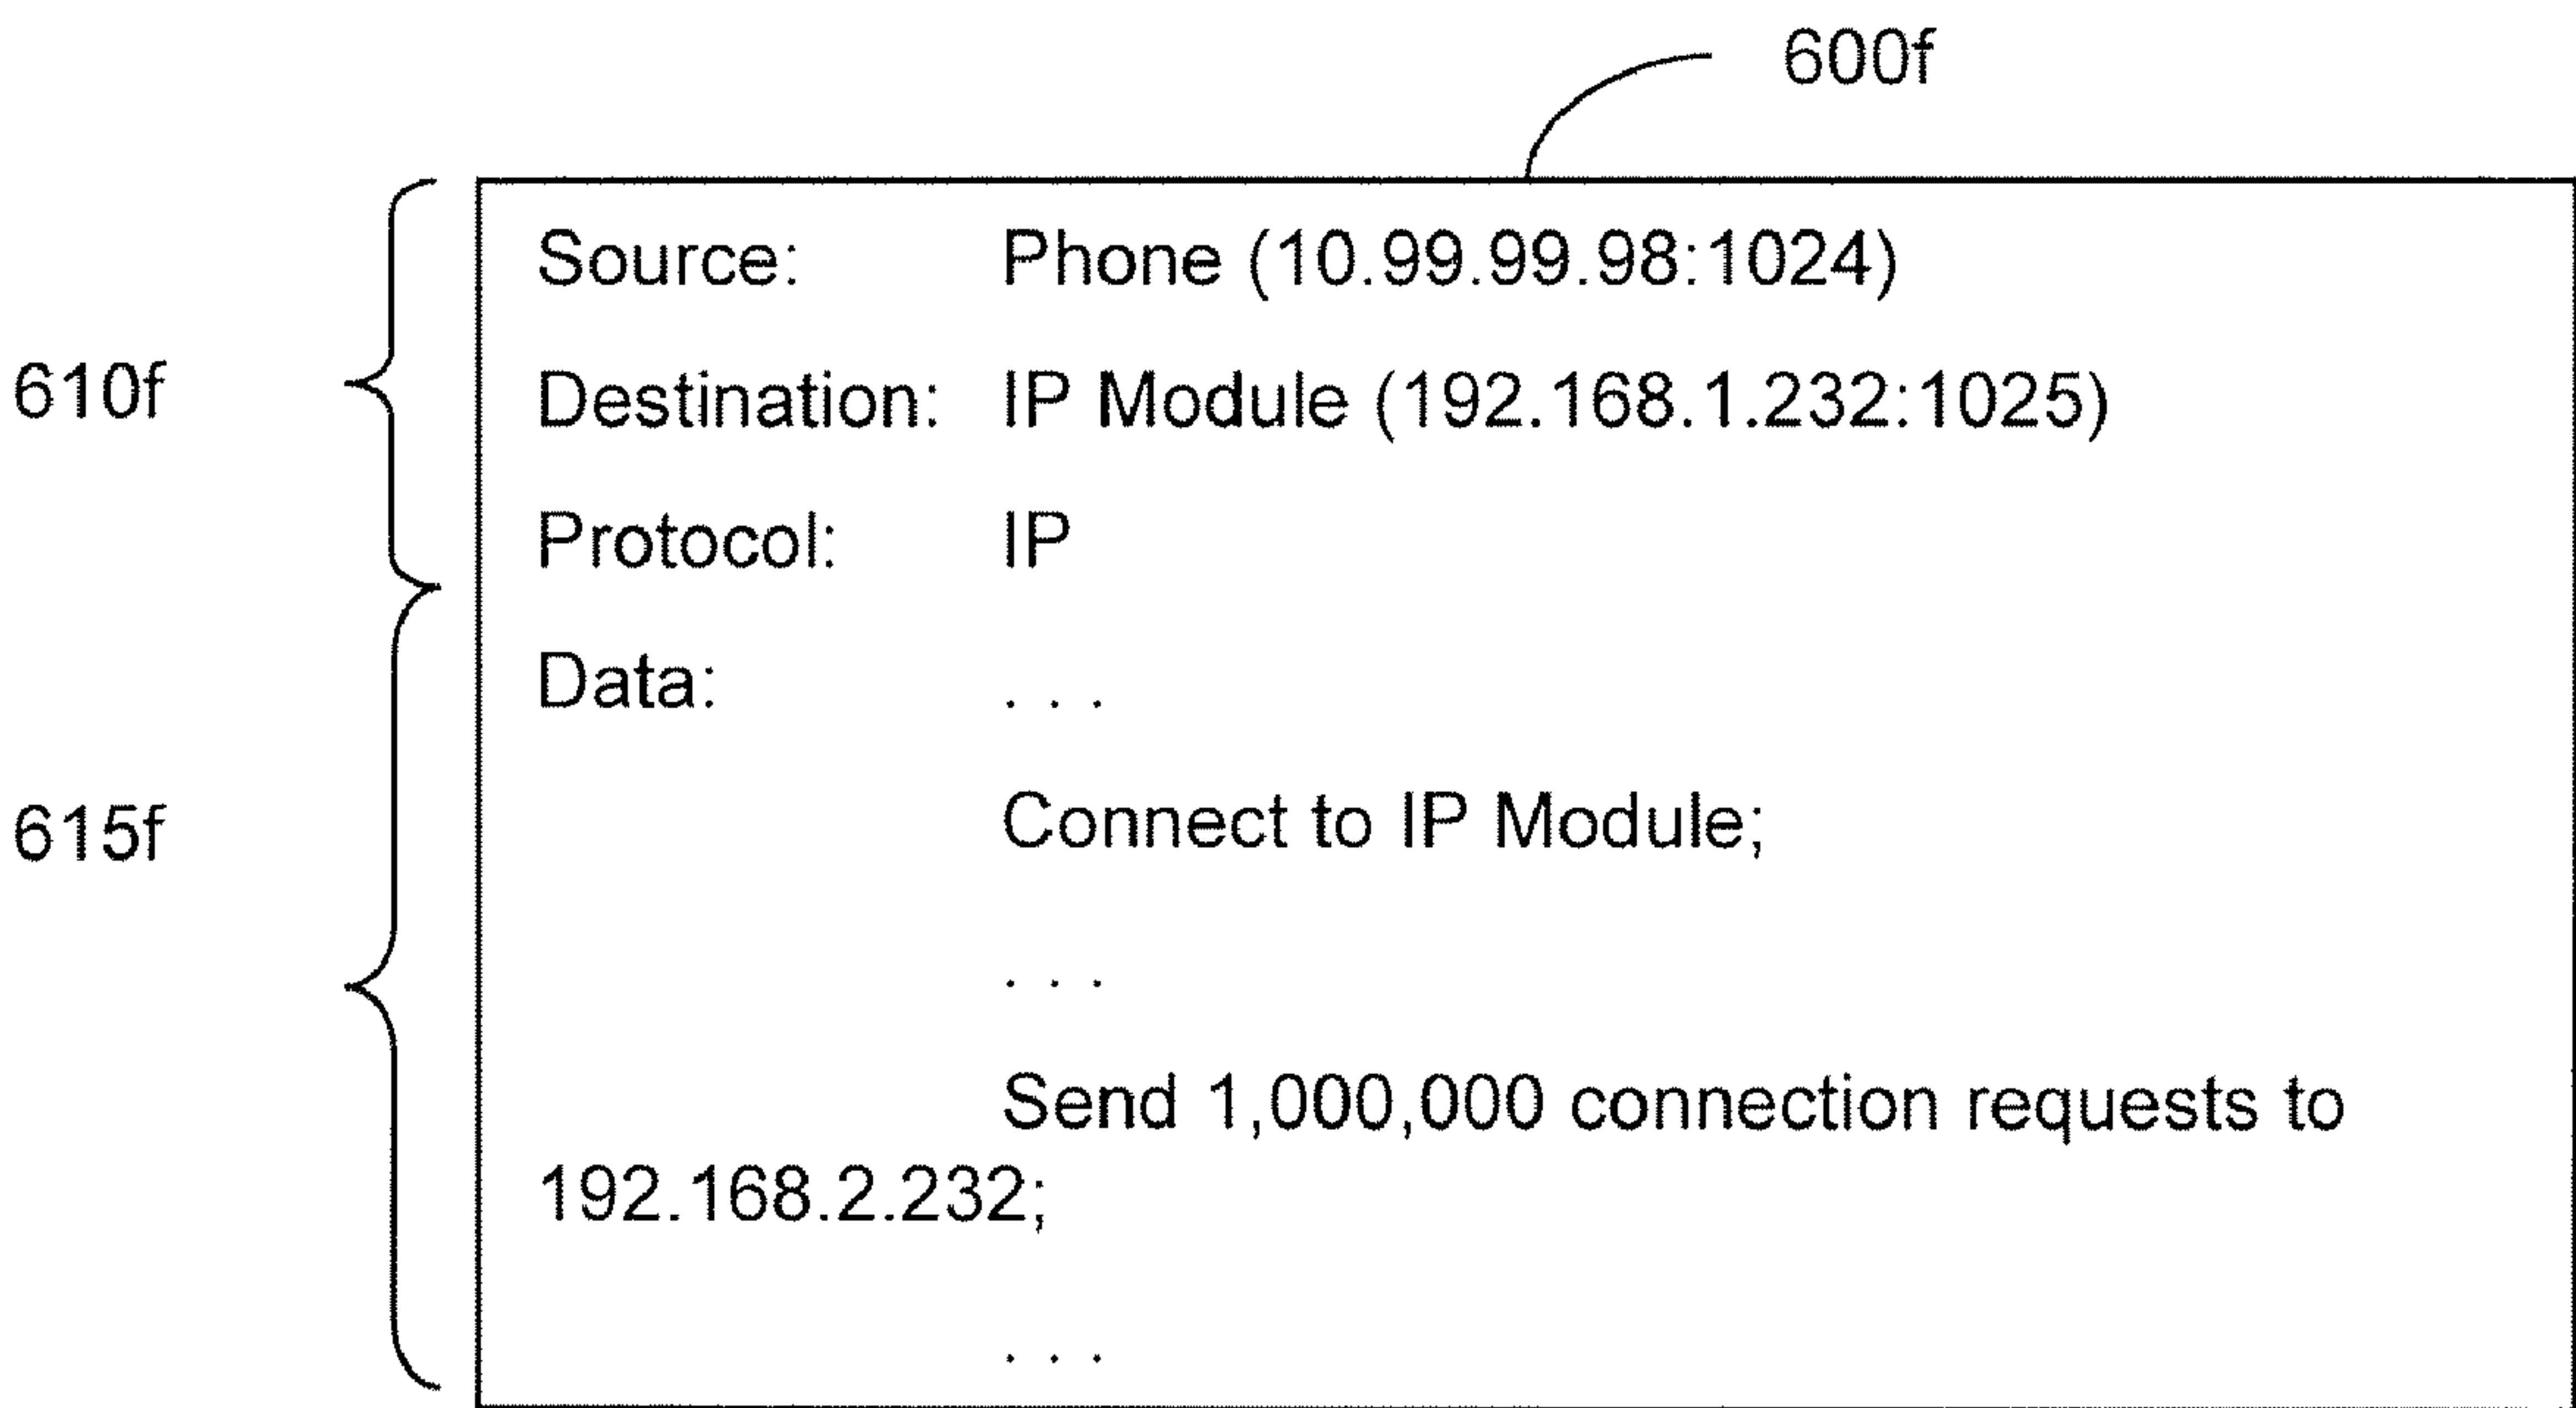 600f
Source: Phone (10.99.99.98:1024)
610f
Destination: IP Module (192.168.1.232:1025)
Protocol: IP
Data: . . .
615f
Connect to IP Module;
. . .
Send 1,000,000 connection requests to
192.168.2.232;
. . .